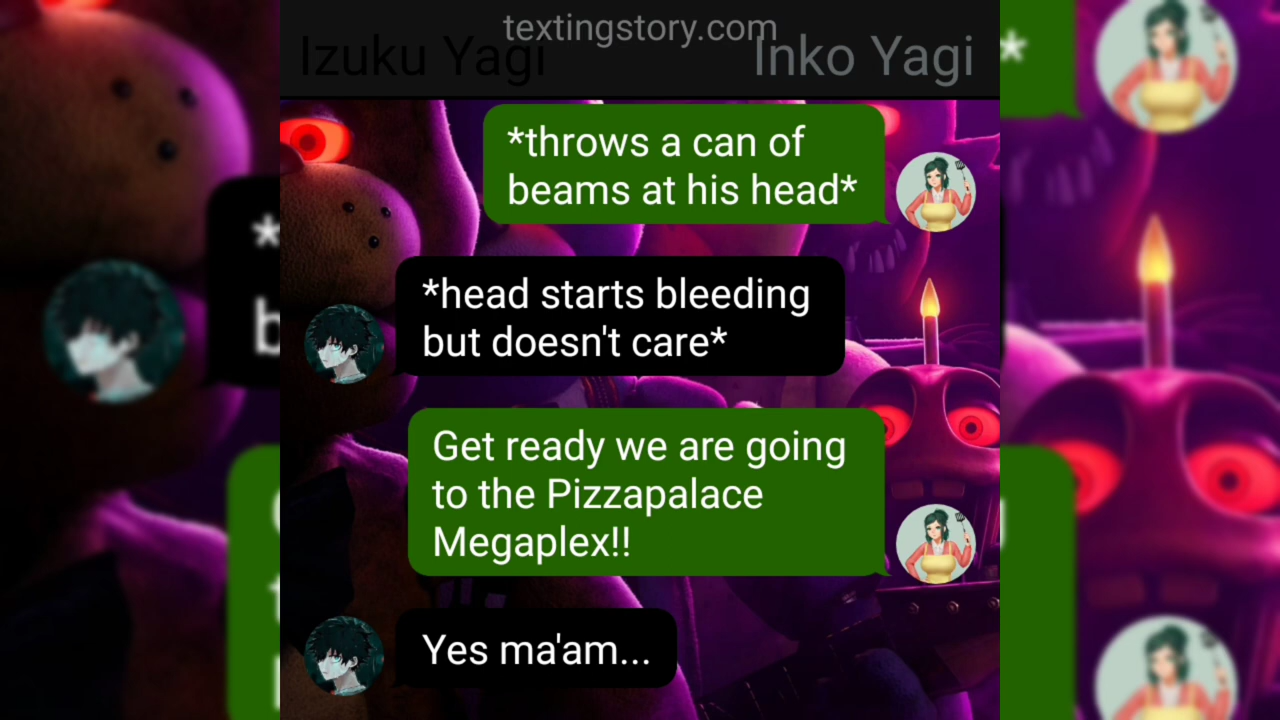 textingstory.com
Izuku Yagi
Inko Yagi
*throws a can of
beams at his head*
*head starts bleeding
but doesn't care*
Get ready we are going
to the Pizzapalace
Megaplex!!
Yes ma'am...